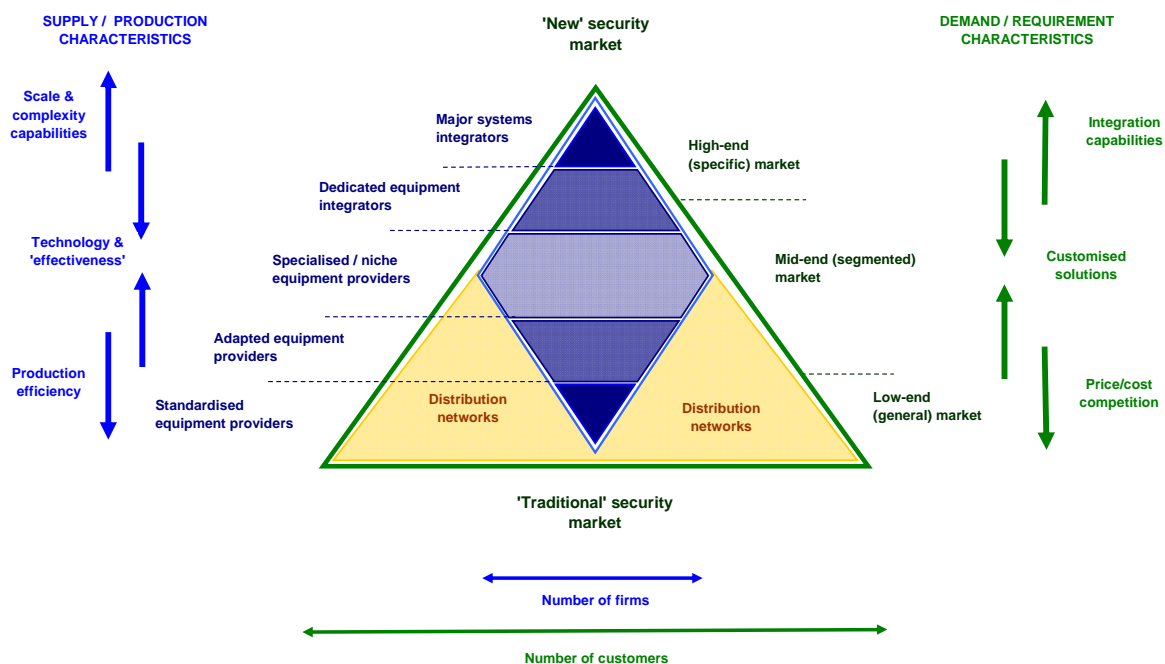 SUPPLY / PRODUCTION
CHARACTERISTICS
'New' security
market
DEMAND / REQUIREMENT
CHARACTERISTICS
Scale &
complexity
capabilities
Major systems
integrators
High-end
(specific) market
Integration
capabilities
Dedicated equipment
integrators
Technology &
'effectiveness'
Specialised / niche
equipment providers
Mid-end (segmented)
market
Customised
solutions
Adapted equipment
providers
Production
efficiency
Standardised
equipment providers
Distribution
networks
Distribution
networks
Low-end
(general) market
Price/cost
competition
'Traditional' security
market
Number of firms
Number of customers